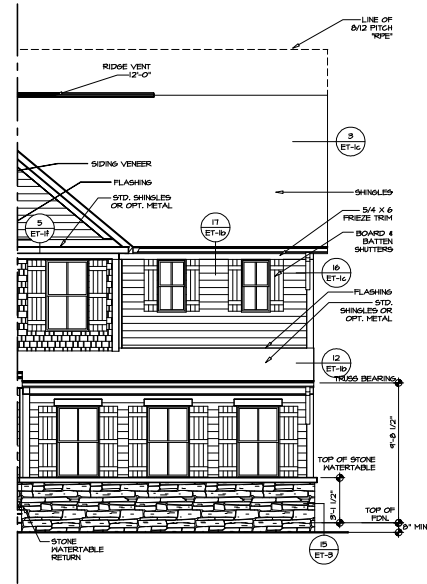 LINE OF
8/12 PITCH
"RPE"
RIDGE VENT
12'-0"
3
ET-1c
SIDING VENEER
FLASHING
STD. SHINGLES
OR OPT. METAL
SHINGLES
5
ET-1f
17
ET-1b
5/4 X 6
FRIEZE TRIM
BOARD &
BATTEN
SHUTTERS
16
ET-1c
FLASHING
STD.
SHINGLES OR
OPT. METAL
12
ET-1b
TRUSS BEARING
9'-8 1/2"
TOP OF STONE
WATERTABLE
3'-1 1/2"
TOP OF
FDN.
8" MIN
STONE
WATERTABLE
RETURN
15
ET-3